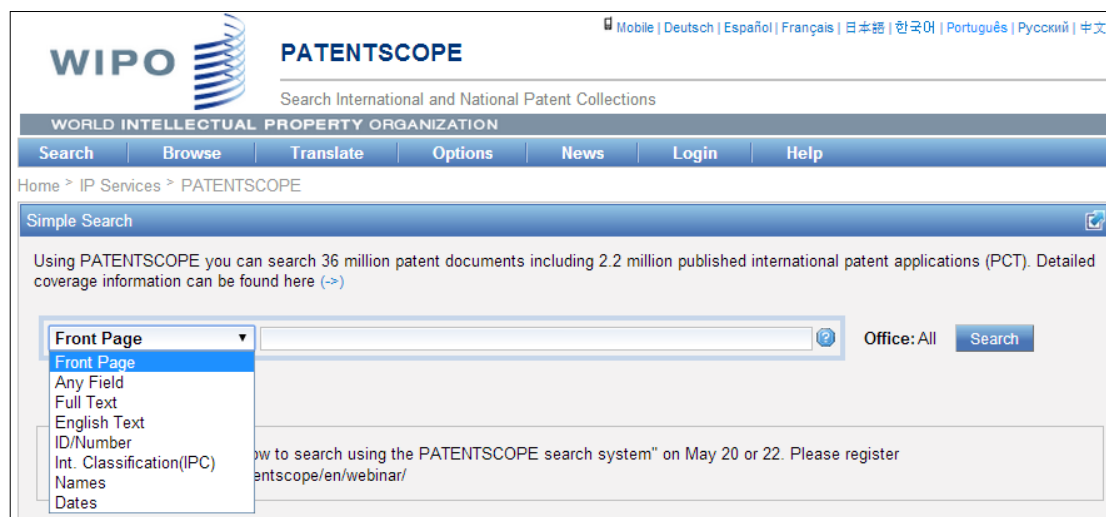 Mobile | Deutsch | Español | Français | 日本語 | 한국어 | Português | Русский | 中文
WIPO
PATENTSCOPE
Search International and National Patent Collections
WORLD INTELLECTUAL PROPERTY ORGANIZATION
Search Browse Translate Options News Login Help
Home > IP Services > PATENTSCOPE
Simple Search
Using PATENTSCOPE you can search 36 million patent documents including 2.2 million published international patent applications (PCT). Detailed
coverage information can be found here (->)
Front Page Office: All Search
Front Page
Any Field
Full Text
English Text
ID/Number
Int. Classification(IPC)
to search using the PATENTSCOPE search system" on May 20 or 22. Please register
Names
/en/webinar/
Dates